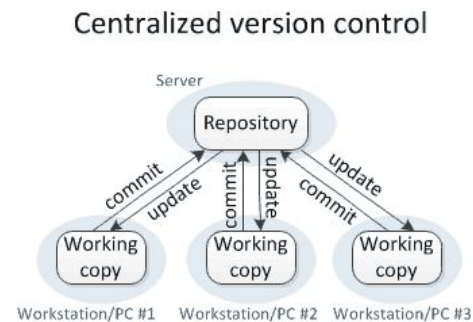 Centralized version control
Server
Repository
commit
update
commit
update
update
commit
Working
copy
Working
copy
Working
copy
Workstation/PC #1
Workstation/PC #2
Workstation/PC #3